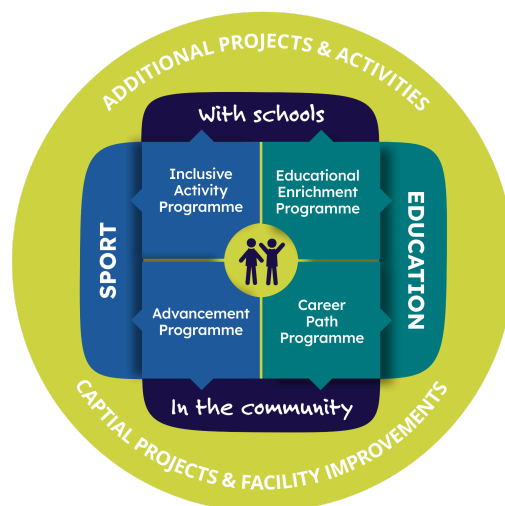 ADDITIONAL PROJECTS & ACTIVITIES
With schools
Inclusive
Activity
Programme
Educational
Enrichment
Programme
SPORT
EDUCATION
Advancement
Programme
Career
Path
Programme
In the community
CAPTIAL PROJECTS & FACILITY IMPROVEMENTS